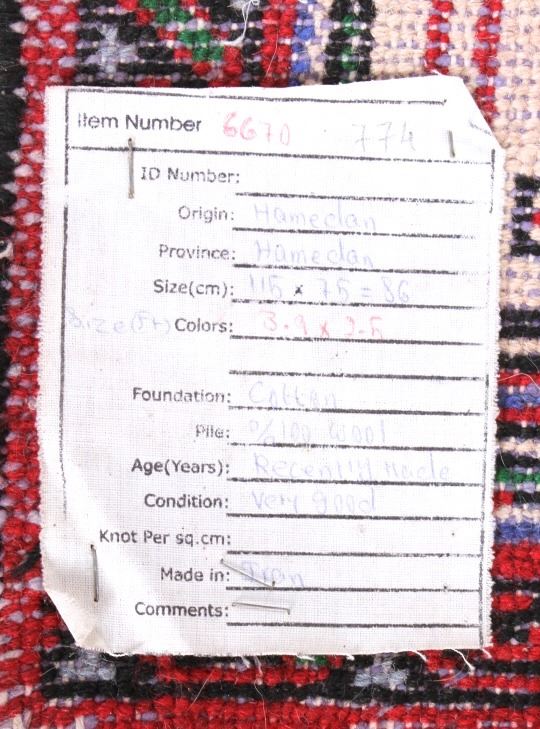 Item Number 6670 774
ID Number:
Origin: Hamedan
Province: Hamedan
Size(cm): 115 x 75 = 86
Size(Ft) Colors: 3.9 x 2.5
Foundation: Cotton
Pile: %100 wool
Age(Years): Recently Made
Condition: Very good
Knot Per sq.cm:
Made in: Iran
Comments: